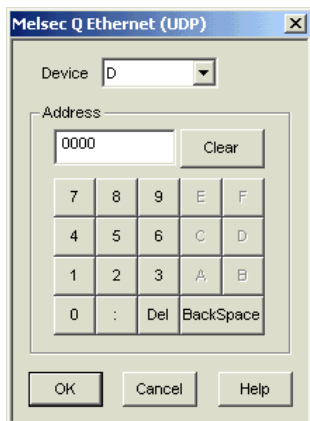 Melsec Q Ethernet (UDP)
Device D
Address
0000 Clear
7 8 9 E F
4 5 6 C D
1 2 3 A B
0 : Del BackSpace
OK Cancel Help